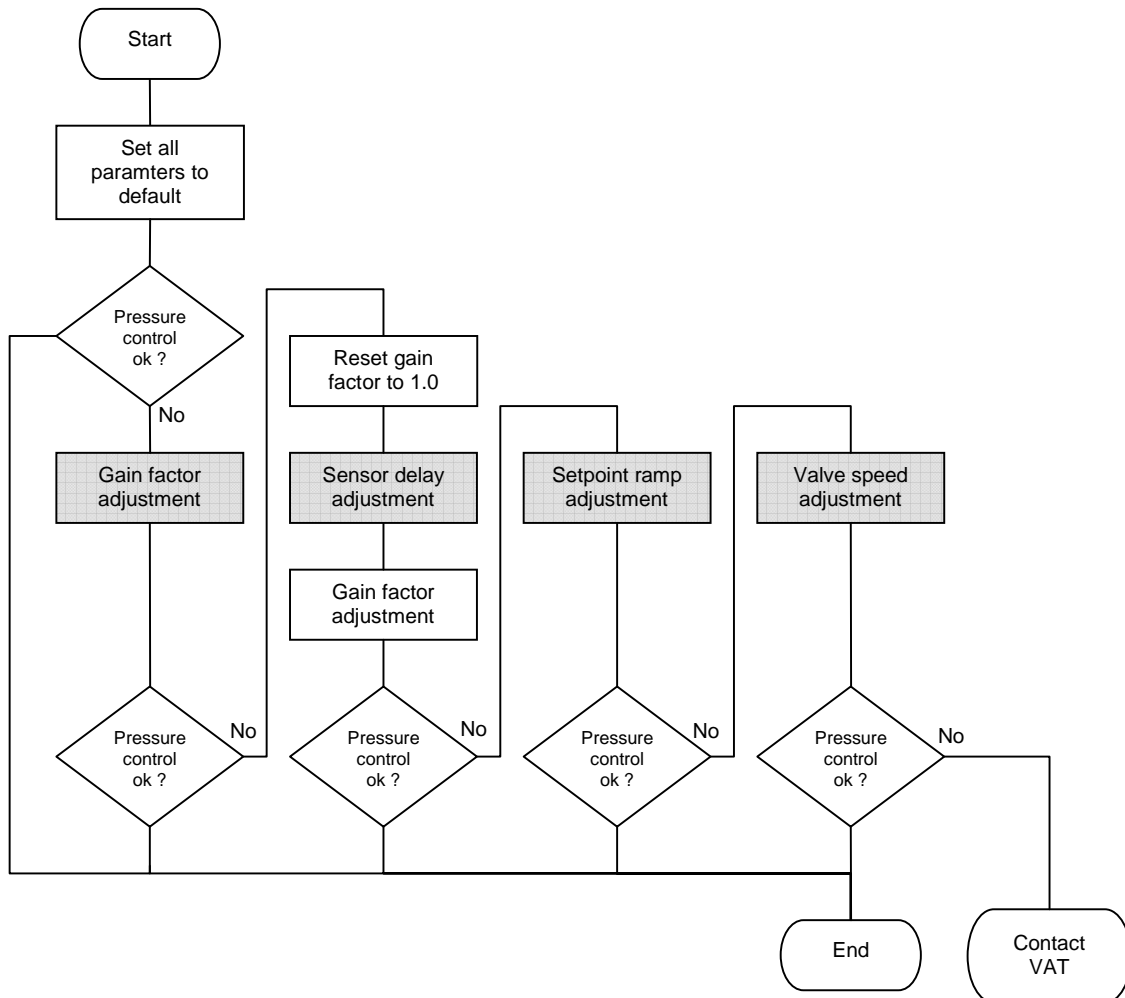 Start
Set all
paramters to
default
Pressure
control
ok ?
No
Gain factor
adjustment
Pressure
control
ok ?
No
Reset gain
factor to 1.0
Sensor delay
adjustment
Gain factor
adjustment
Pressure
control
ok ?
No
Setpoint ramp
adjustment
Pressure
control
ok ?
No
Valve speed
adjustment
Pressure
control
ok ?
No
End
Contact
VAT